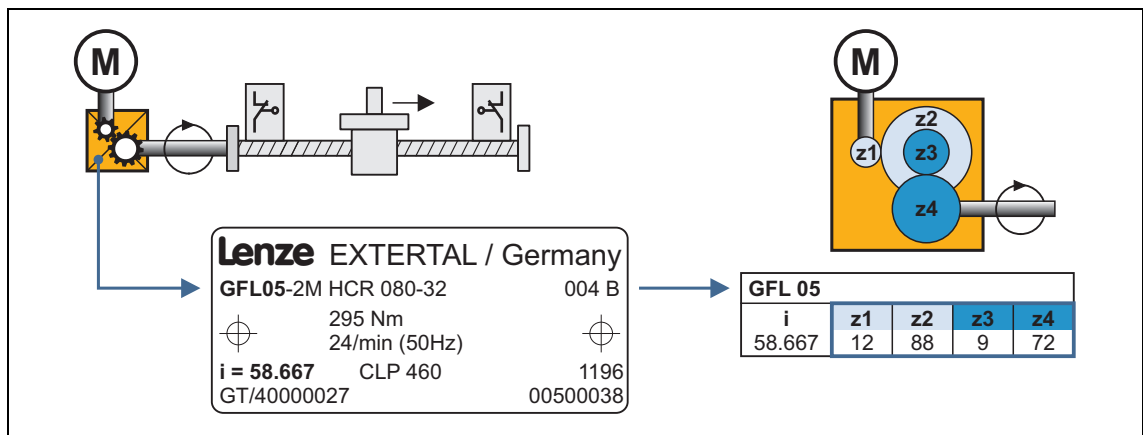 M
M
z2
z1
z3
z4
Lenze EXTERTAL / Germany
GFL05-2M HCR 080-32 004 B
295 Nm
24/min (50Hz)
i = 58.667 CLP 460 1196
GT/40000027 00500038
GFL 05
i z1 z2 z3 z4
58.667 12 88 9 72